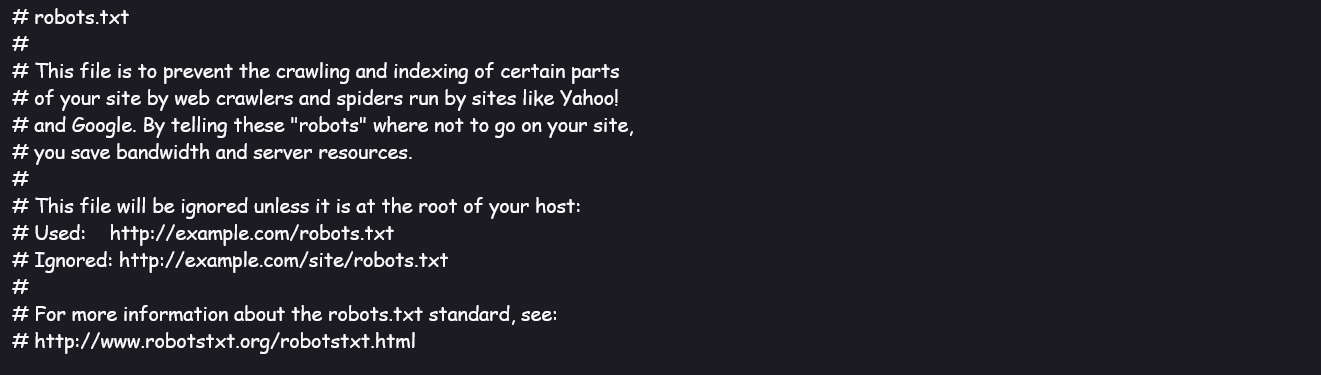 # robots.txt
#
# This file is to prevent the crawling and indexing of certain parts
# of your site by web crawlers and spiders run by sites like Yahoo!
# and Google. By telling these "robots" where not to go on your site,
# you save bandwidth and server resources.
#
# This file will be ignored unless it is at the root of your host:
# Used:    http://example.com/robots.txt
# Ignored: http://example.com/site/robots.txt
#
# For more information about the robots.txt standard, see:
# http://www.robotstxt.org/robotstxt.html